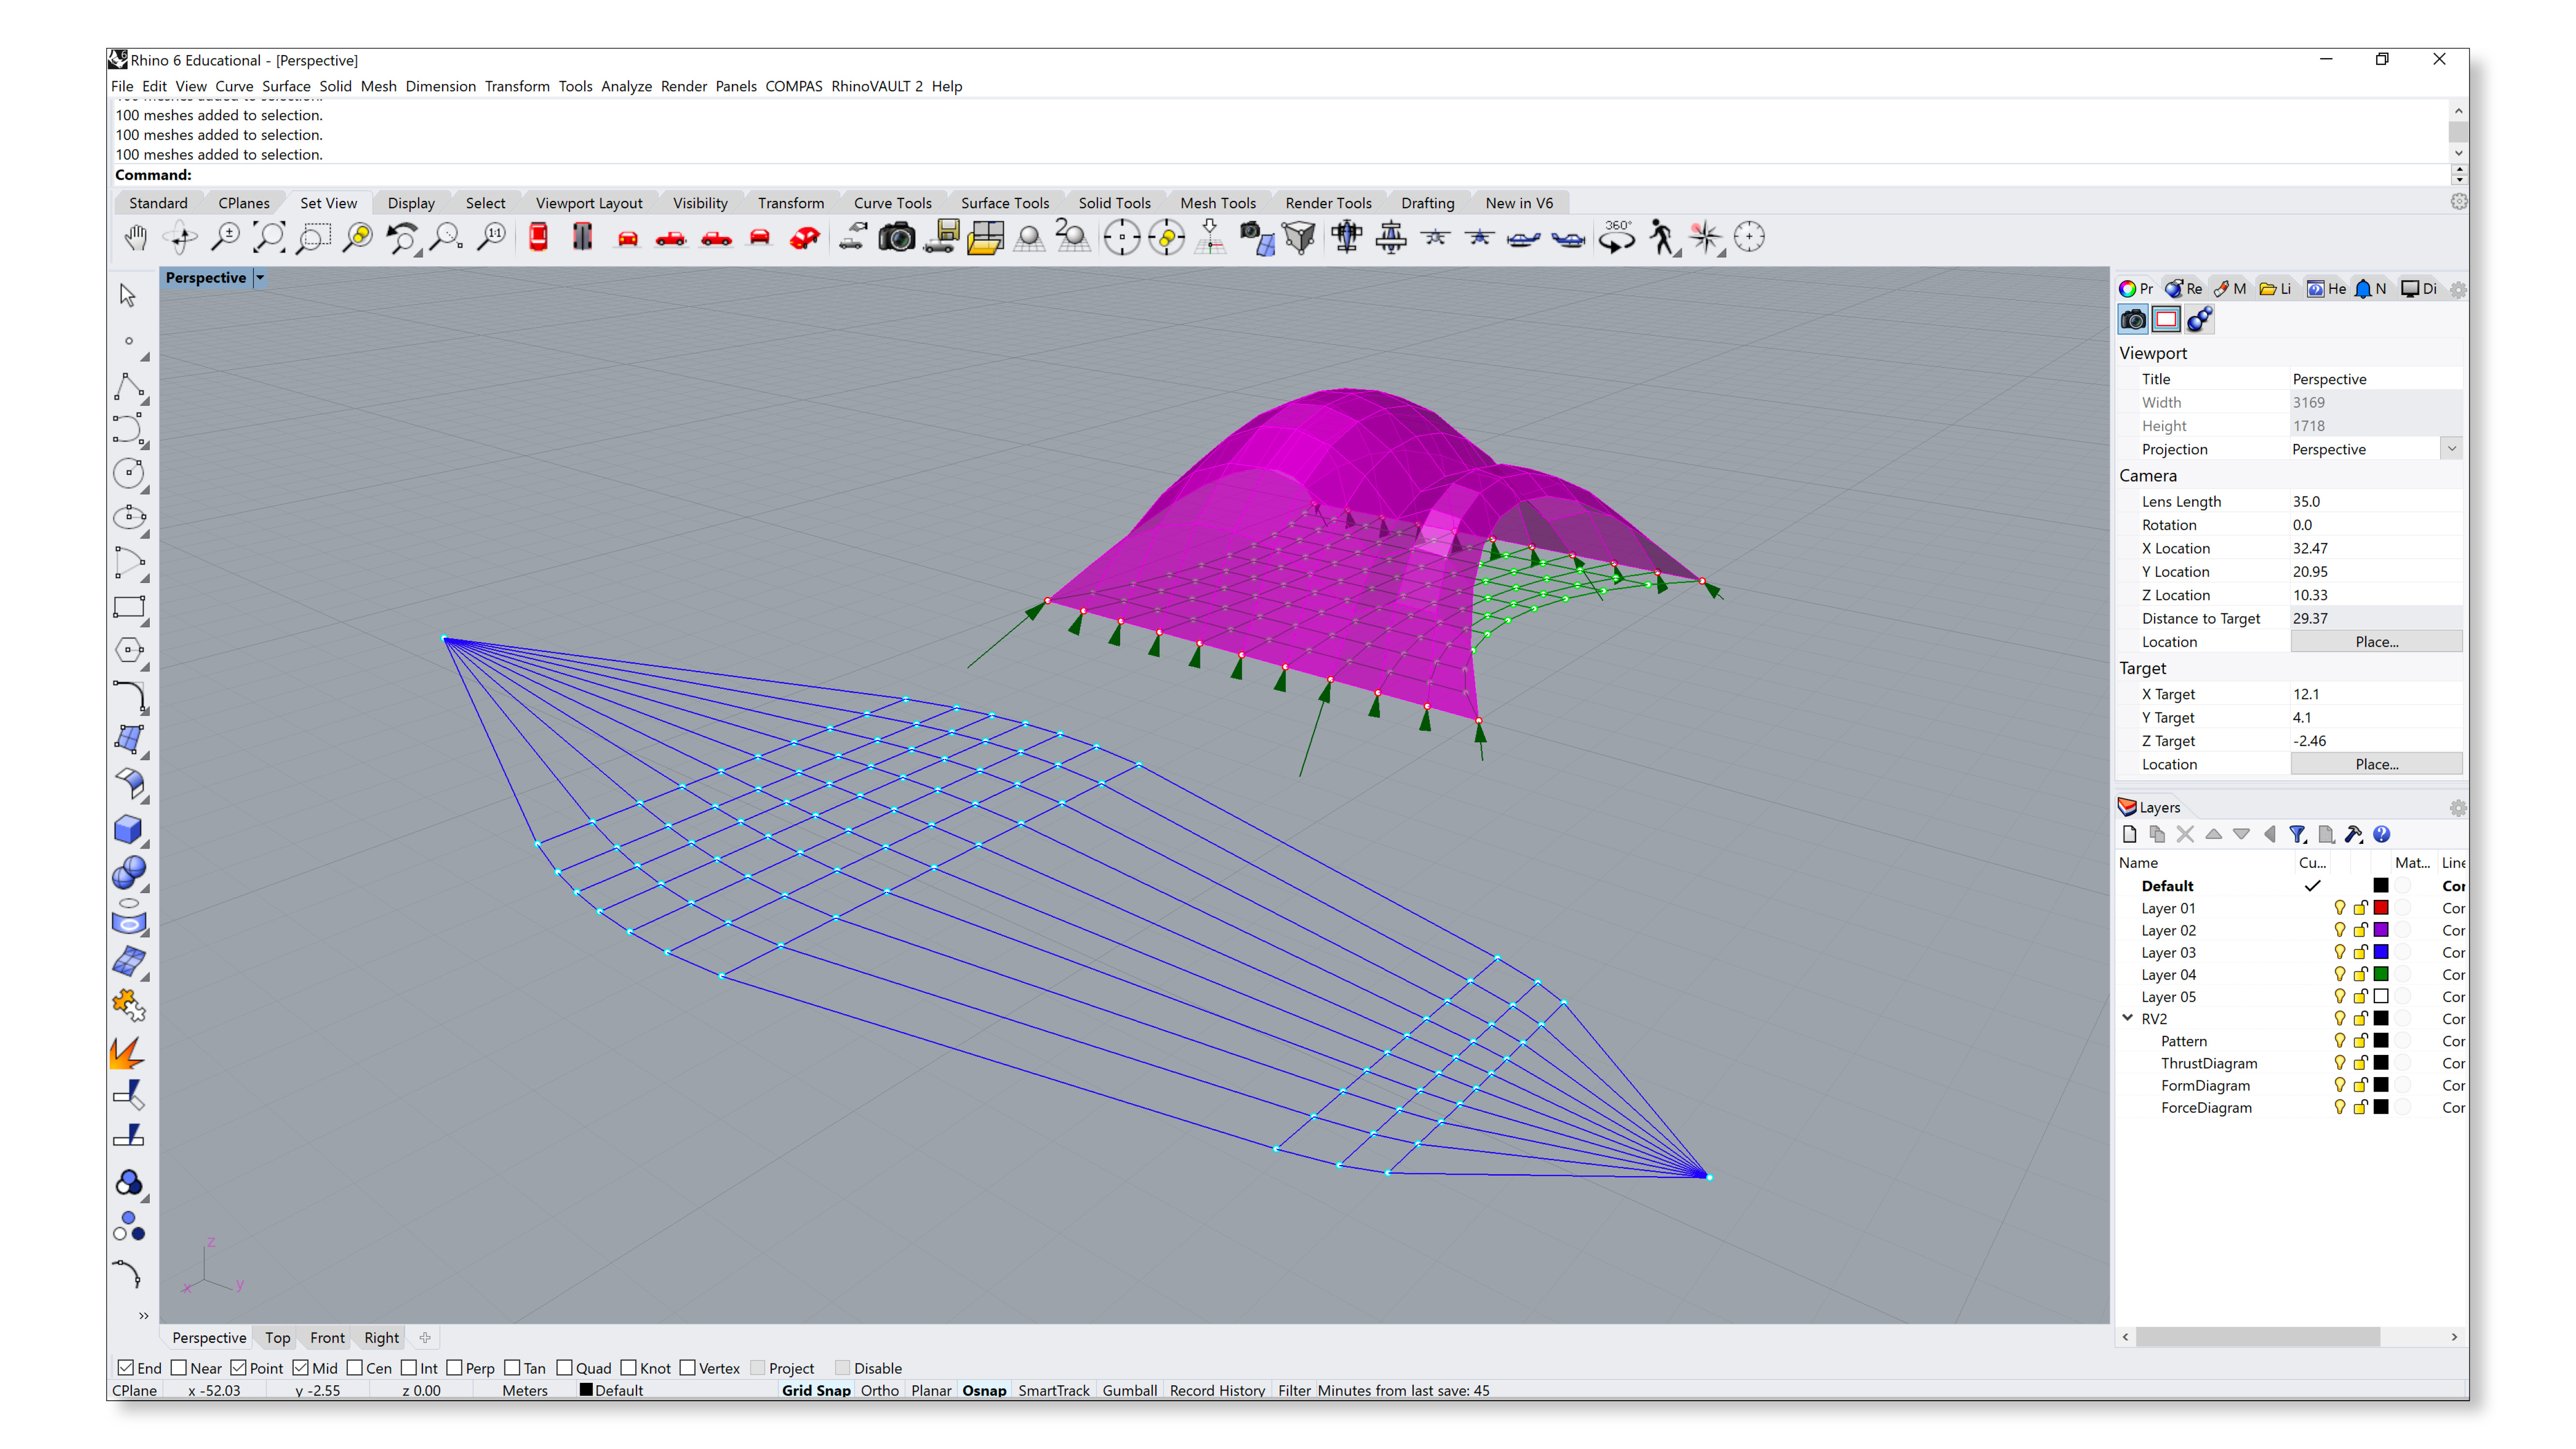 Rhino 6 Educational - [Perspective]
File Edit View Curve Surface Solid Mesh Dimension Transform Tools Analyze Render Panels COMPAS RhinoVAULT 2 Help
100 meshes added to selection.
100 meshes added to selection.
100 meshes added to selection.
100 meshes added to selection.
Command:
Standard CPlanes Set View Display Select Viewport Layout Visibility Transform Curve Tools Surface Tools Solid Tools Mesh Tools Render Tools Drafting New in V6
1:1 2 360°
Perspective
Pr Re M Li He N Di
Viewport
Title Perspective
Width 3169
Height 1718
Projection Perspective
Camera
Lens Length 35.0
Rotation 0.0
X Location 32.47
Y Location 20.95
Z Location 10.33
Distance to Target 29.37
Location Place...
Target
X Target 12.1
Y Target 4.1
Z Target -2.46
Location Place...
Layers
Name Cu... Mat... Line
Default Cor
Layer 01 Cor
Layer 02 Cor
Layer 03 Cor
Layer 04 Cor
Layer 05 Cor
RV2 Cor
Pattern Cor
ThrustDiagram Cor
FormDiagram Cor
ForceDiagram Cor
z
x y
Perspective Top Front Right
End Near Point Mid Cen Int Perp Tan Quad Knot Vertex Project Disable
CPlane x -52.03 y -2.55 z 0.00 Meters Default Grid Snap Ortho Planar Osnap SmartTrack Gumball Record History Filter Minutes from last save: 45